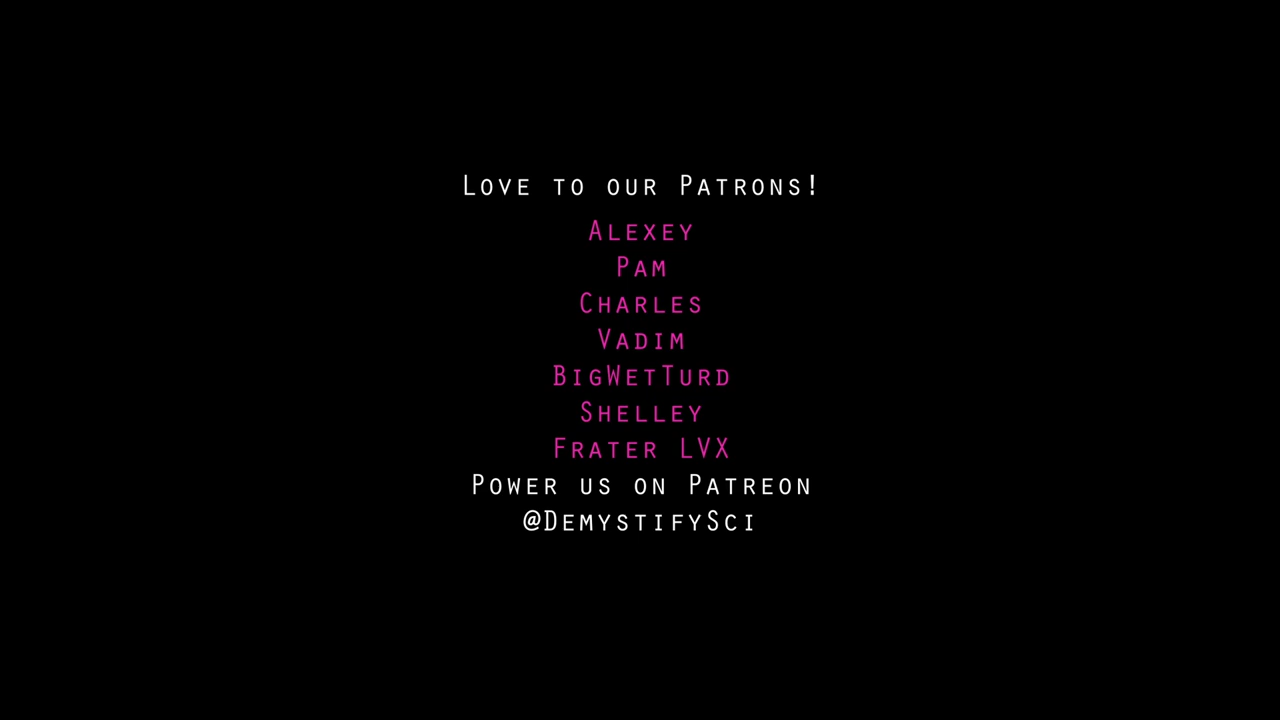 Love to our Patrons!
Alexey
Pam
Charles
Vadim
BigWetTurd
Shelley
Frater LVX
Power us on Patreon
@DemystifySci